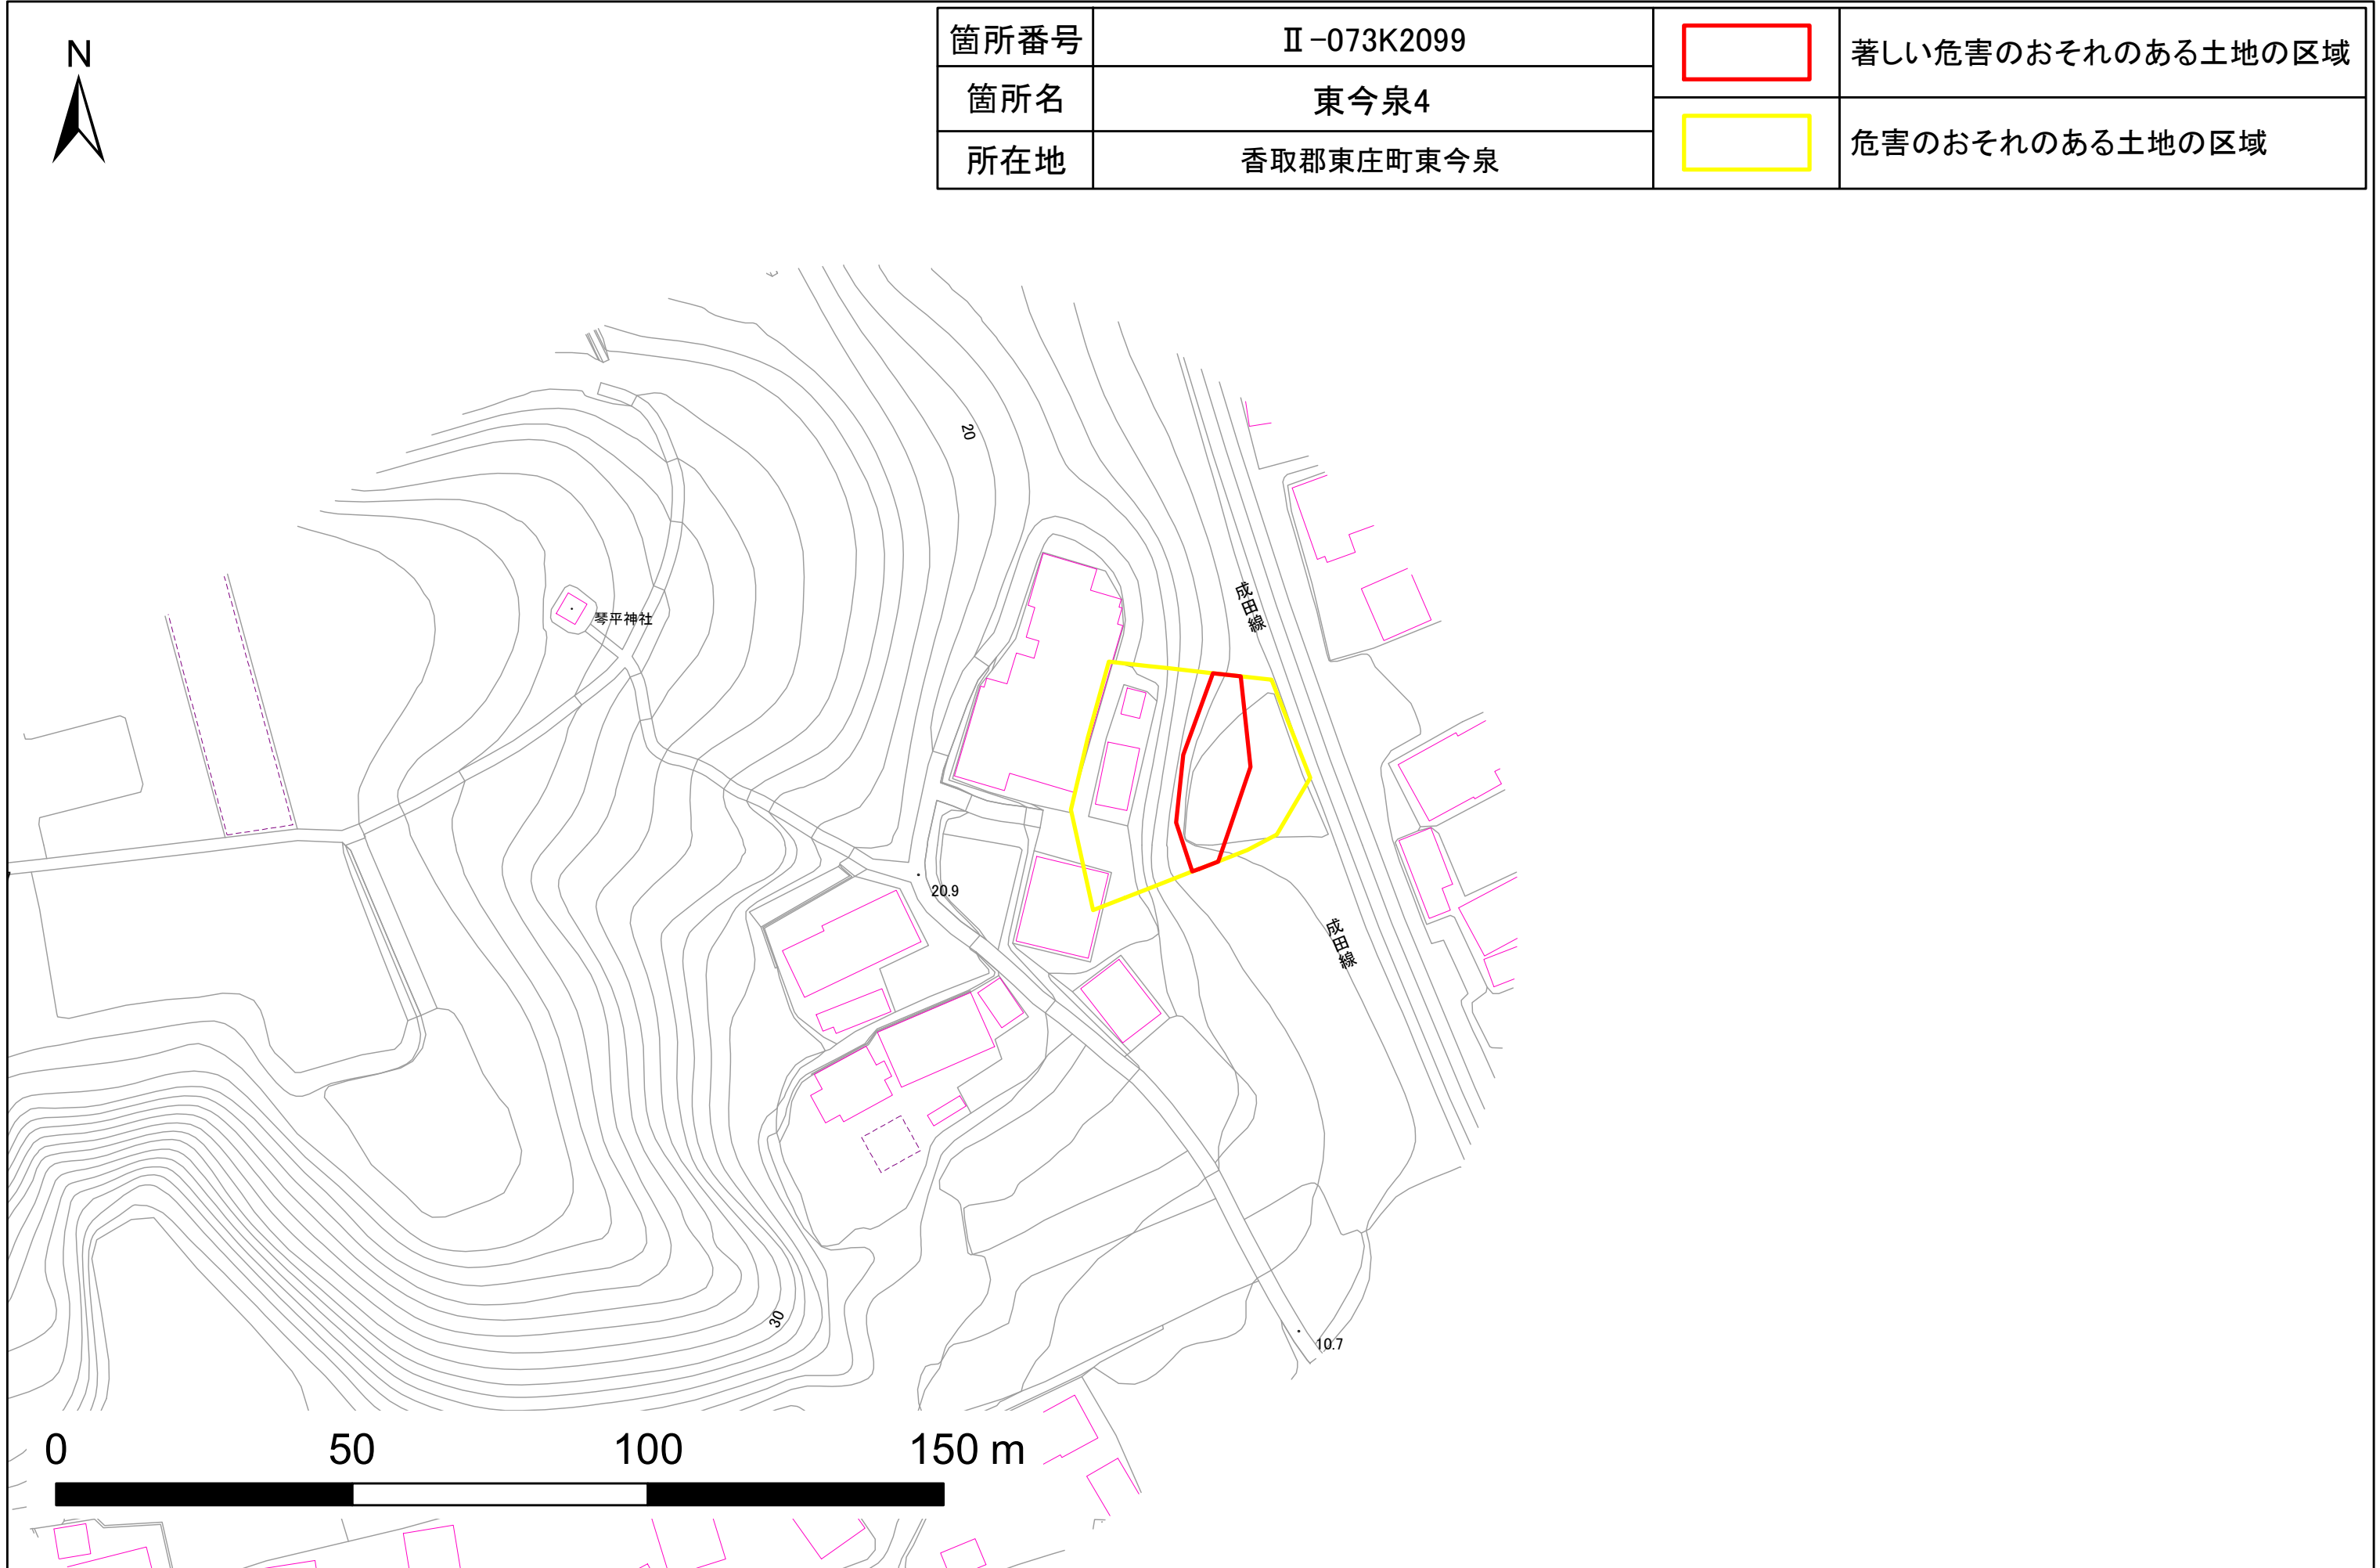 N
箇所番号 Ⅱ-073K2099
著しい危害のおそれのある土地の区域
箇所名 東今泉4
危害のおそれのある土地の区域
所在地 香取郡東庄町東今泉
20
成田線
琴平神社
20.9
成田線
30
10.7
0 50 100 150 m